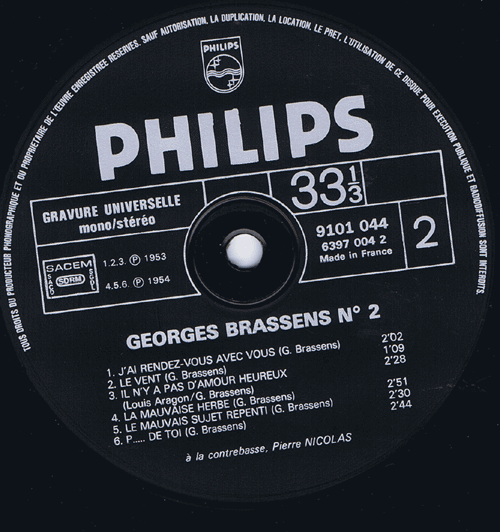 TOUS DROITS DU PRODUCTEUR PHONOGRAPHIQUE ET DU PROPRIETAIRE DE L'ŒUVRE ENREGISTREE RESERVES. SAUF AUTORISATION, LA DUPLICATION, LA LOCATION, LE PRET, L'UTILISATION DE CE DISQUE POUR EXECUTION PUBLIQUE ET RADIODIFFUSION SONT INTERDITS.
PHILIPS
PHILIPS
GRAVURE UNIVERSELLE
mono/stéréo
33 1/3
9101 044
6397 004 2
Made in France
2
SACEM
SDRM
SACD
SGDL
1.2.3. Ⓟ 1953
4.5.6. Ⓟ 1954
GEORGES BRASSENS N° 2
1. J'AI RENDEZ-VOUS AVEC VOUS (G. Brassens) 2'02
2. LE VENT (G. Brassens) 1'09
3. IL N'Y A PAS D'AMOUR HEUREUX 2'28
(Louis Aragon/G. Brassens)
4. LA MAUVAISE HERBE (G. Brassens) 2'51
5. LE MAUVAIS SUJET REPENTI (G. Brassens) 2'30
6. P..... DE TOI (G. Brassens) 2'44
à la contrebasse, Pierre NICOLAS